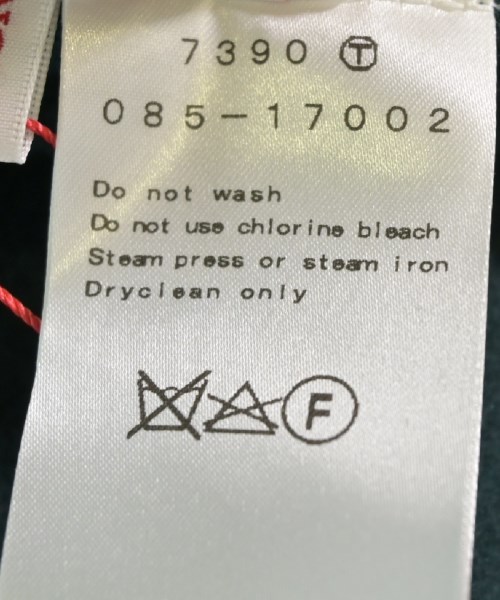 7390 Ⓣ
085-17002
Do not wash
Do not use chlorine bleach
Steam press or steam iron
Dryclean only
F